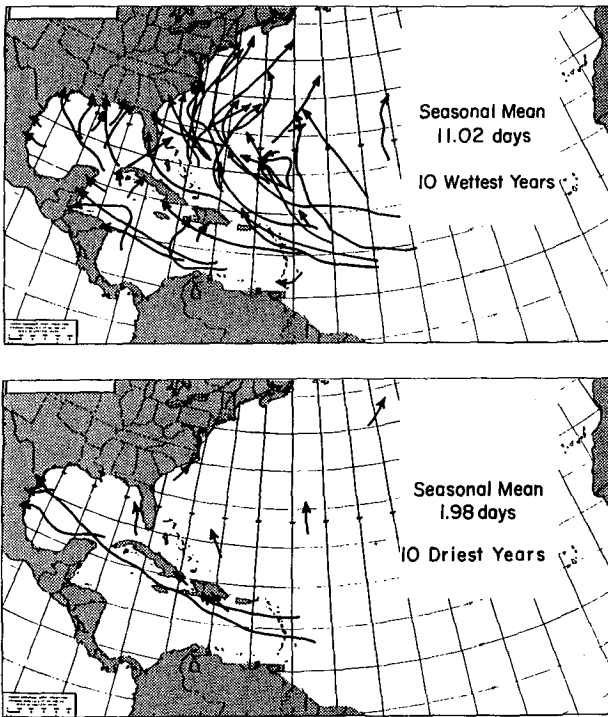 Seasonal Mean
11.02 days
10 Wettest Years
Seasonal Mean
1.98 days
10 Driest Years